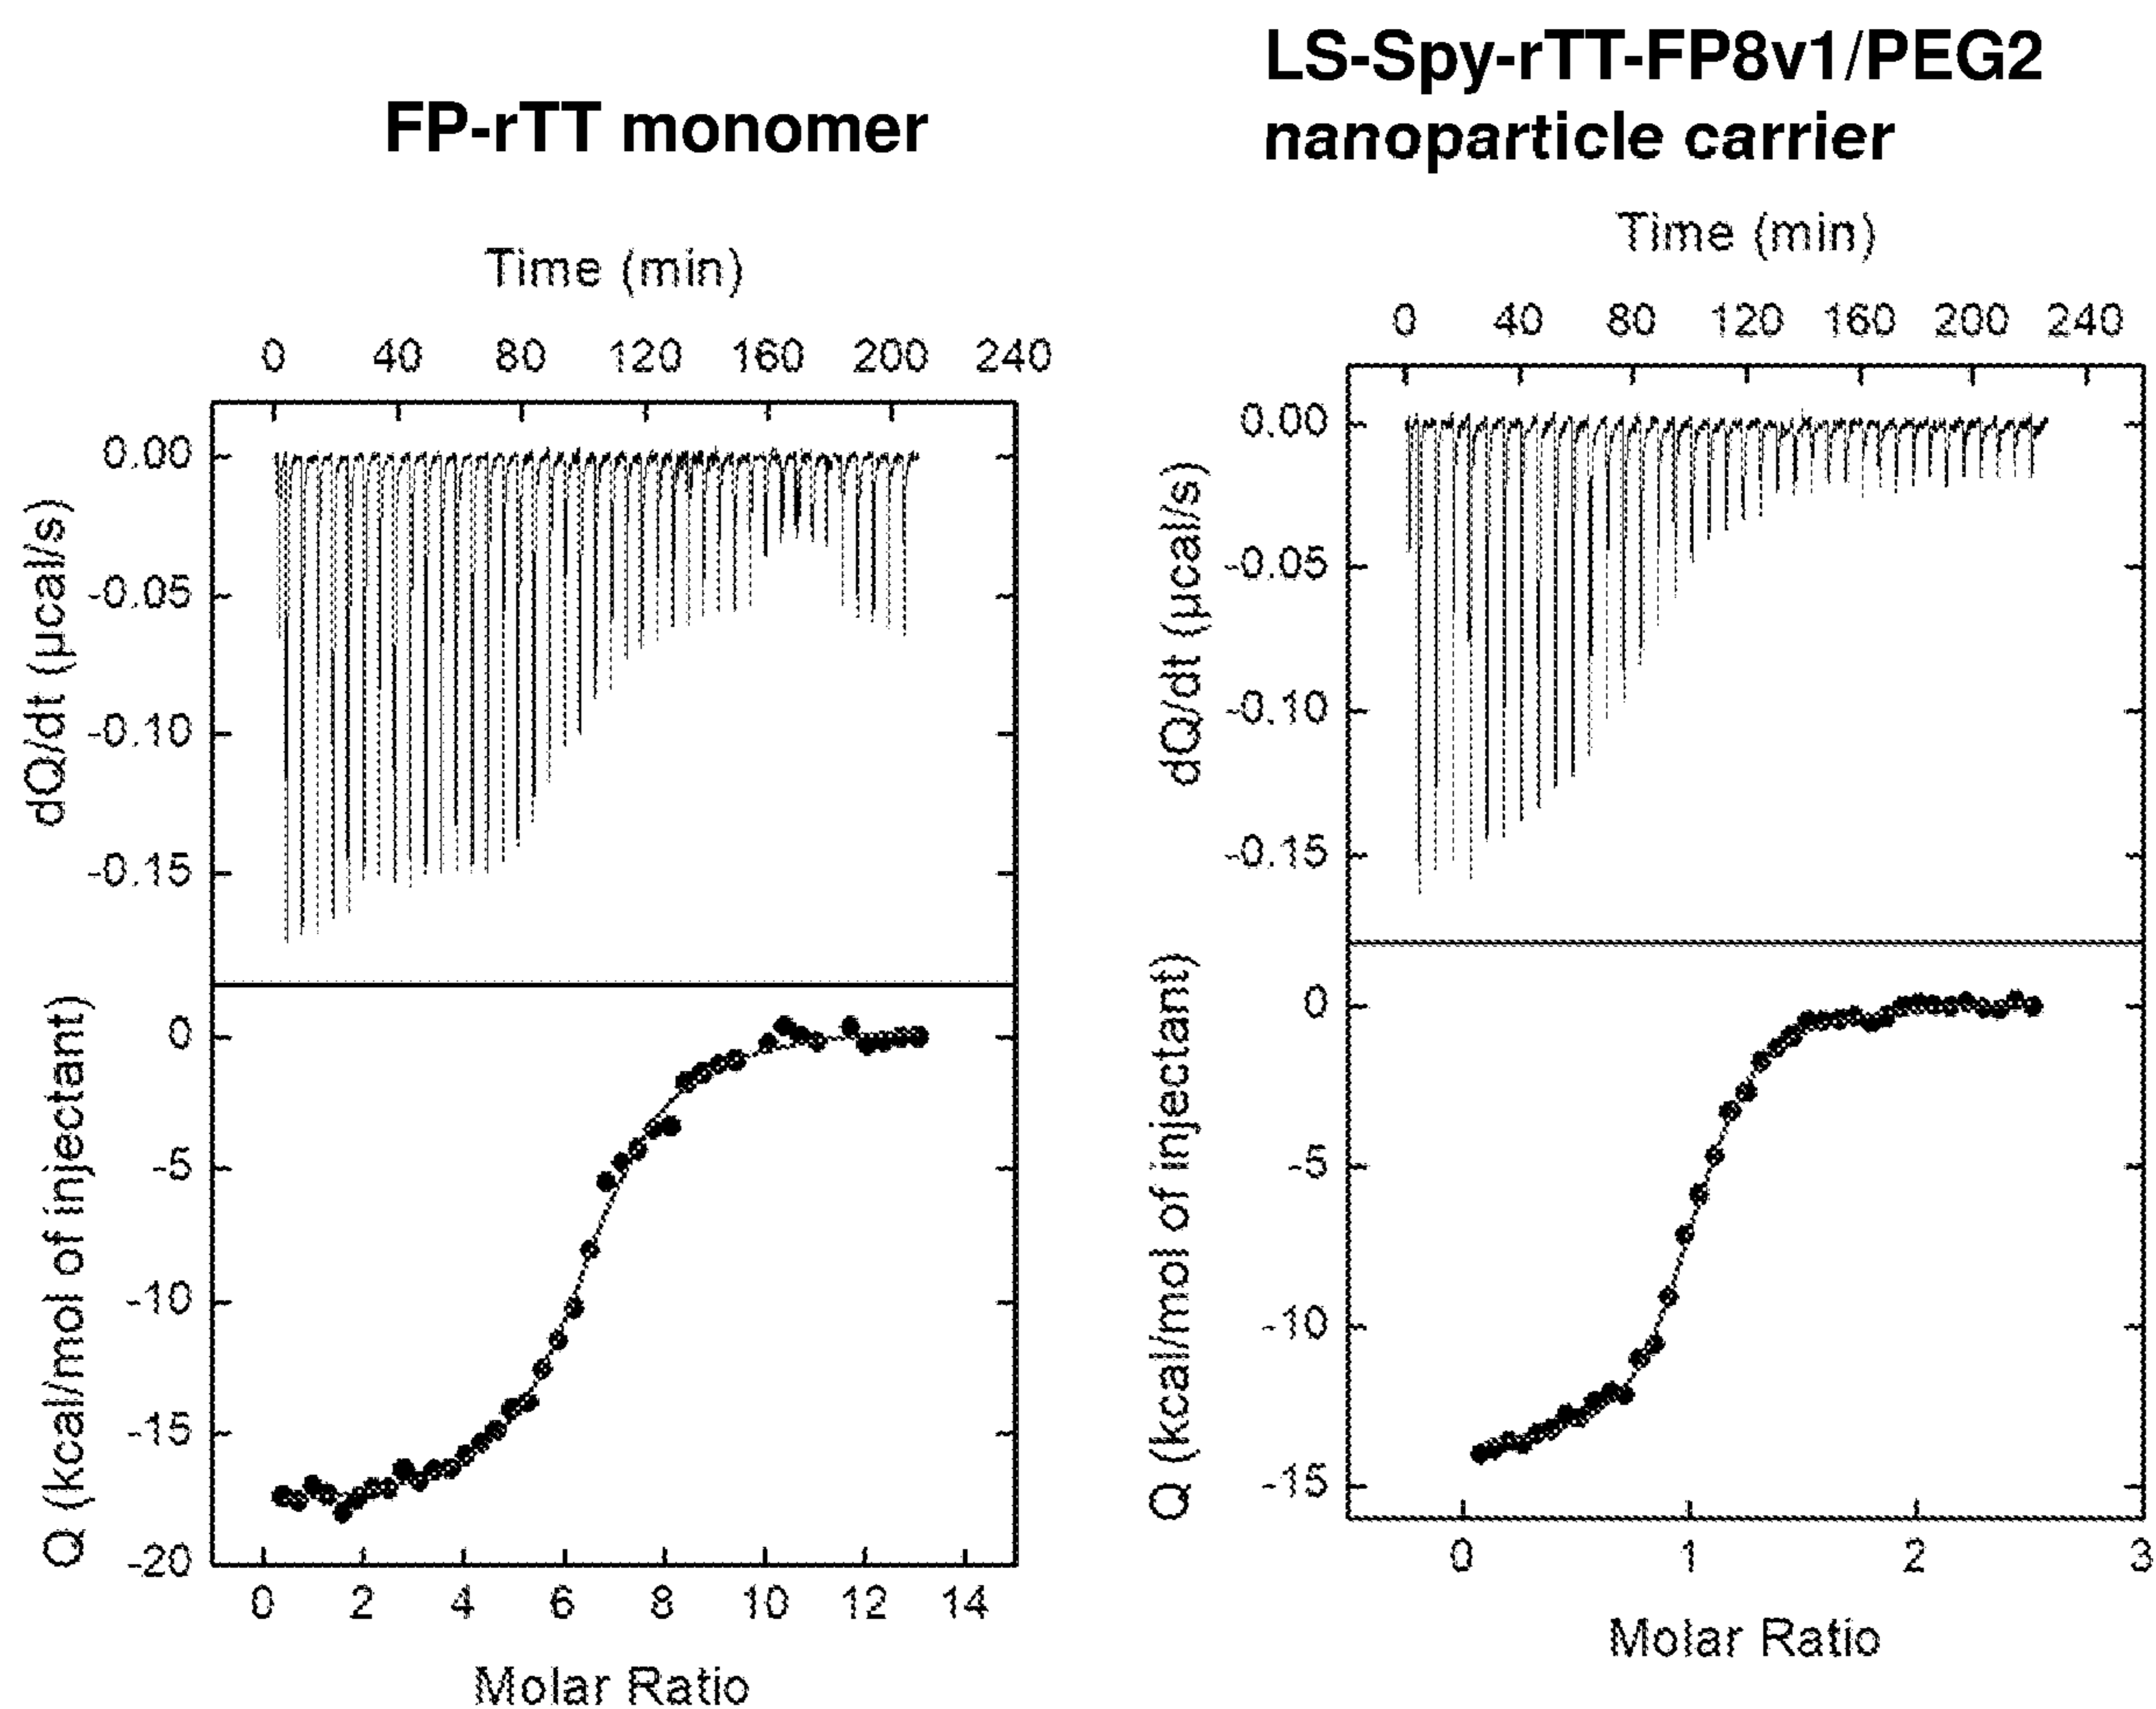 FP-rTT monomer
Time (min)
0 40 80 120 160 200 240
0.00
-0.05
-0.10
-0.15
dQ/dt (µcal/s)
0
-5
-10
-15
-20
Q (kcal/mol of injectant)
0 2 4 6 8 10 12 14
Molar Ratio
LS-Spy-rTT-FP8v1/PEG2
nanoparticle carrier
Time (min)
0 40 80 120 160 200 240
0.00
-0.05
-0.10
-0.15
dQ/dt (µcal/s)
0
-5
-10
-15
Q (kcal/mol of injectant)
0 1 2 3
Molar Ratio